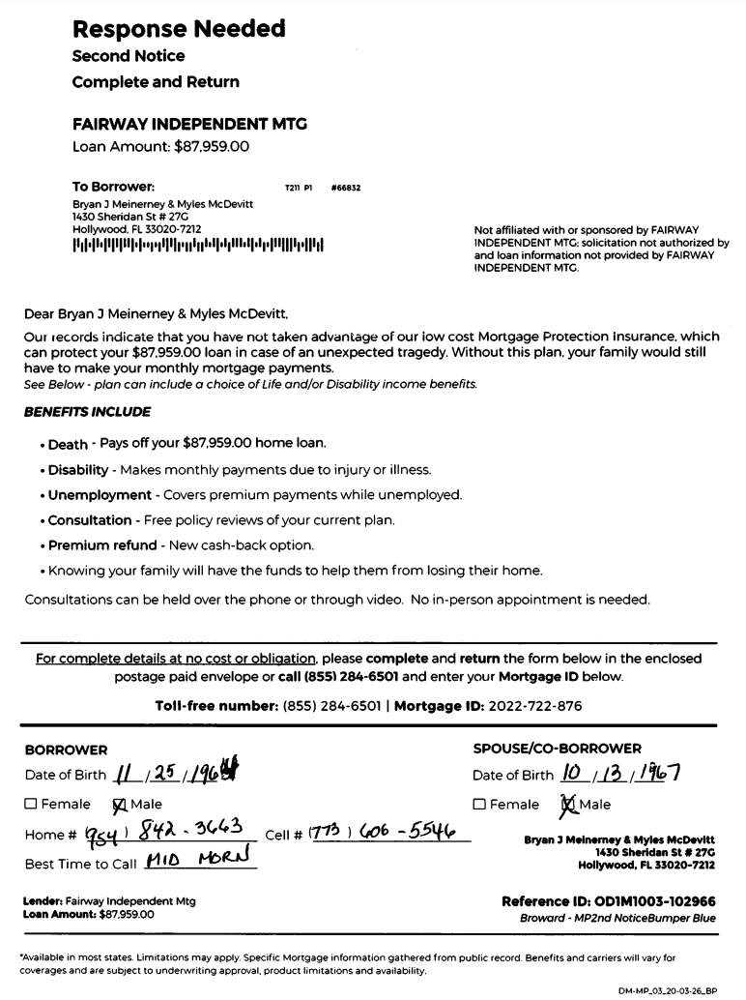 Response Needed
Second Notice
Complete and Return
FAIRWAY INDEPENDENT MTG
Loan Amount: $87,959.00
To Borrower: T211 P1 #66832
Bryan J Meinerney & Myles McDevitt
1430 Sheridan St # 27G
Hollywood, FL 33020-7212
Not affiliated with or sponsored by FAIRWAY
INDEPENDENT MTG; solicitation not authorized by
and loan information not provided by FAIRWAY
INDEPENDENT MTG.
Dear Bryan J Meinerney & Myles McDevitt,
Our records indicate that you have not taken advantage of our low cost Mortgage Protection Insurance, which
can protect your $87,959.00 loan in case of an unexpected tragedy. Without this plan, your family would still
have to make your monthly mortgage payments.
See Below - plan can include a choice of Life and/or Disability income benefits.
BENEFITS INCLUDE
• Death - Pays off your $87,959.00 home loan.
• Disability - Makes monthly payments due to injury or illness.
• Unemployment - Covers premium payments while unemployed.
• Consultation - Free policy reviews of your current plan.
• Premium refund - New cash-back option.
• Knowing your family will have the funds to help them from losing their home.
Consultations can be held over the phone or through video. No in-person appointment is needed.
For complete details at no cost or obligation, please complete and return the form below in the enclosed
postage paid envelope or call (855) 284-6501 and enter your Mortgage ID below.
Toll-free number: (855) 284-6501 | Mortgage ID: 2022-722-876
BORROWER
Date of Birth 11 / 25 / 196
☐ Female ☒ Male
Home # (954) 842-3663 Cell # (773) 606-5546
Best Time to Call MID MORN
SPOUSE/CO-BORROWER
Date of Birth 10 / 13 / 1967
☐ Female ☒ Male
Bryan J Meinerney & Myles McDevitt
1430 Sheridan St # 27G
Hollywood, FL 33020-7212
Lender: Fairway Independent Mtg
Loan Amount: $87,959.00
Reference ID: OD1M1003-102966
Broward - MP2nd NoticeBumper Blue
*Available in most states. Limitations may apply. Specific Mortgage information gathered from public record. Benefits and carriers will vary for
coverages and are subject to underwriting approval, product limitations and availability.
DM-MP_03_20-03-26_BP